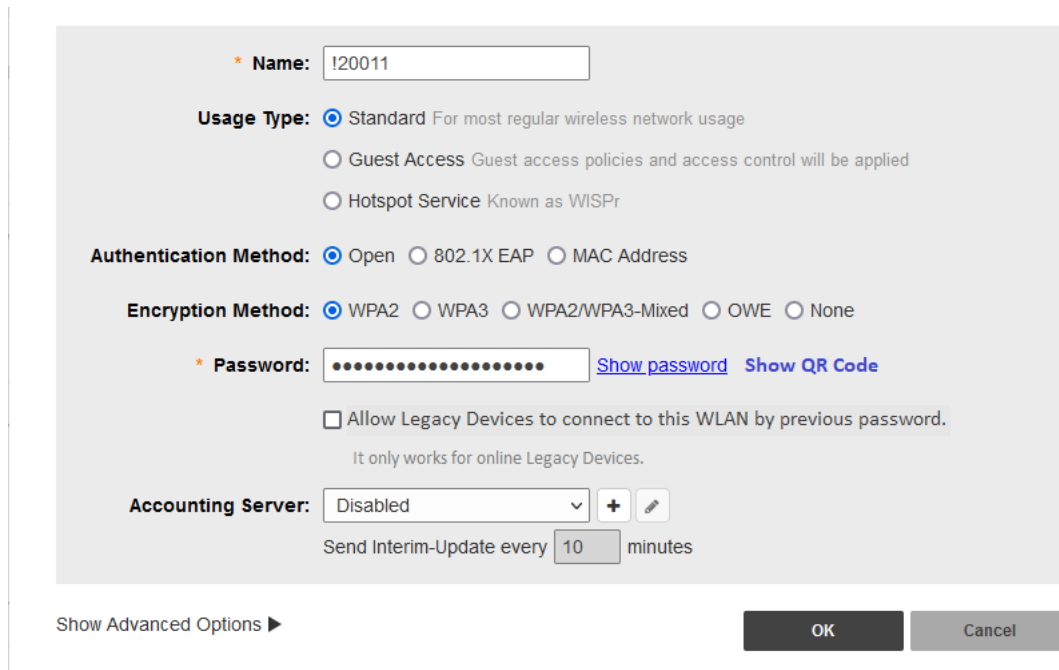 * Name: !20011
Usage Type: Standard For most regular wireless network usage
Guest Access Guest access policies and access control will be applied
Hotspot Service Known as WISPr
Authentication Method: Open 802.1X EAP MAC Address
Encryption Method: WPA2 WPA3 WPA2/WPA3-Mixed OWE None
* Password: ●●●●●●●●●●●●●●●●●●● Show password Show QR Code
Allow Legacy Devices to connect to this WLAN by previous password.
It only works for online Legacy Devices.
Accounting Server: Disabled
Send Interim-Update every 10 minutes
Show Advanced Options ▶ OK Cancel